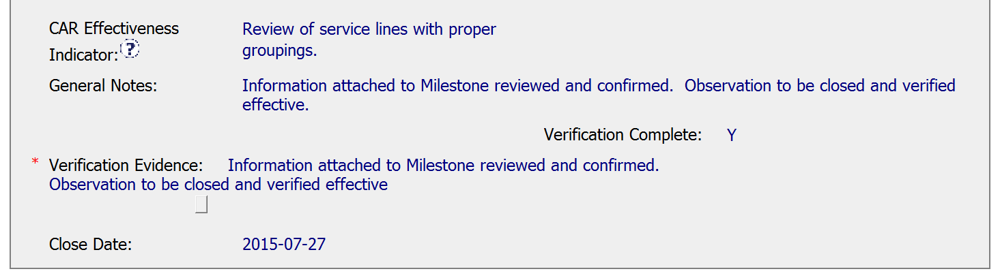 CAR Effectiveness
Indicator: ?
Review of service lines with proper
groupings.
General Notes:
Information attached to Milestone reviewed and confirmed.  Observation to be closed and verified
effective.
Verification Complete: Y
* Verification Evidence: Information attached to Milestone reviewed and confirmed.
Observation to be closed and verified effective
Close Date: 2015-07-27